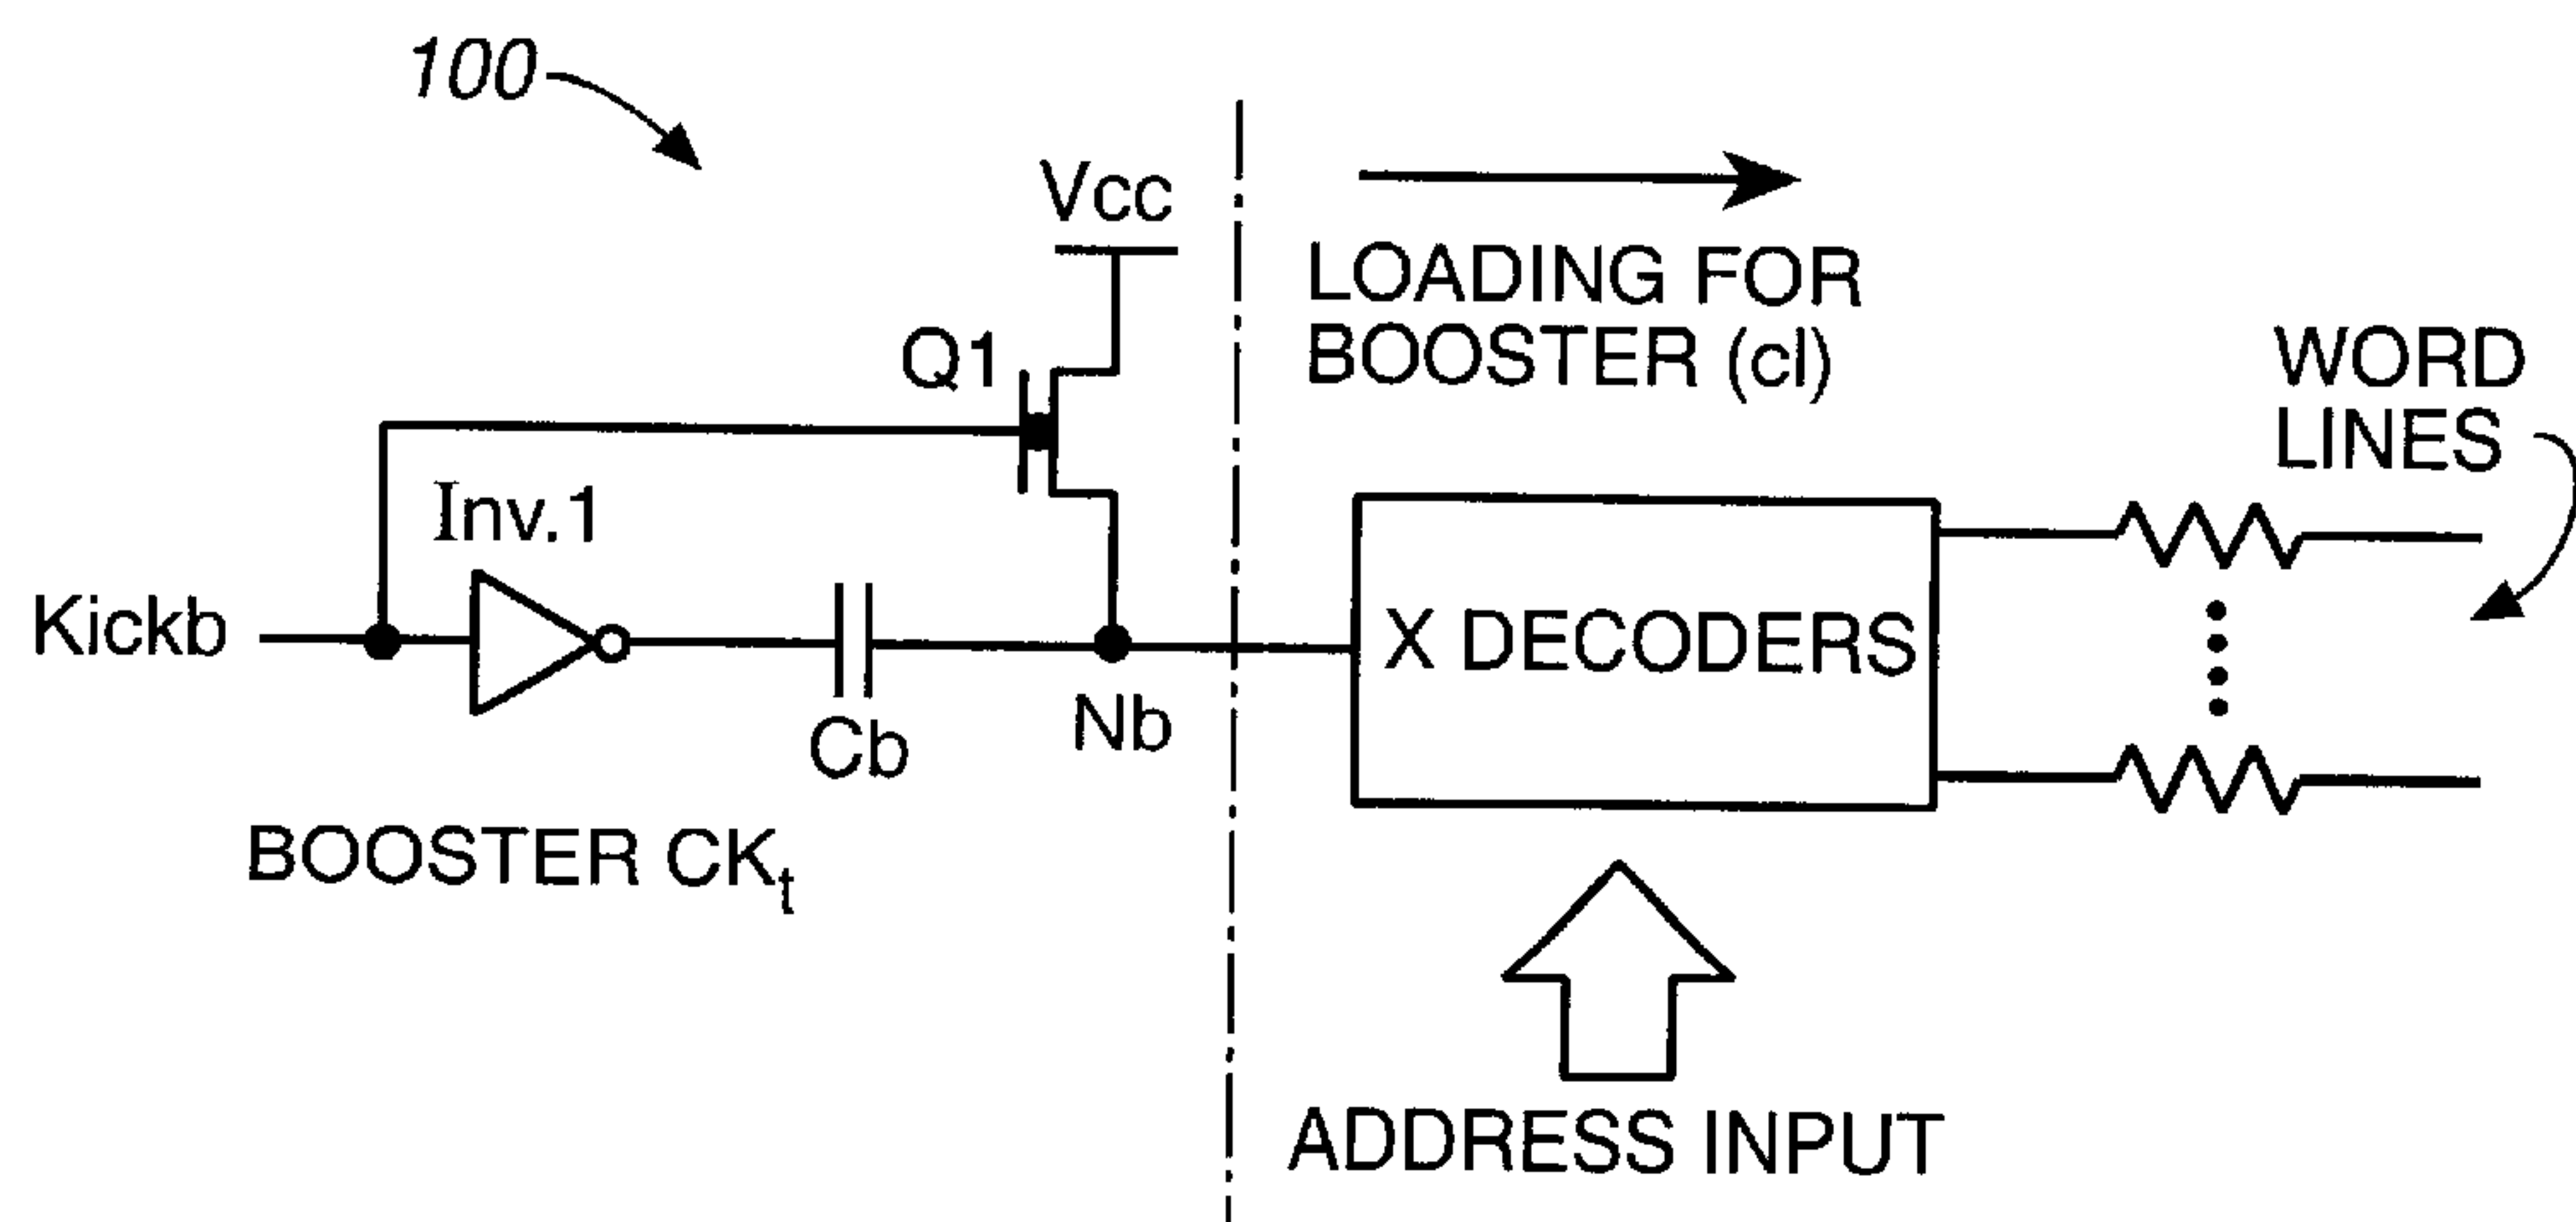 100
Vcc
LOADING FOR
BOOSTER (cl)
Q1
WORD
LINES
Inv.1
Kickb
X DECODERS
Cb
Nb
BOOSTER CKt
ADDRESS INPUT